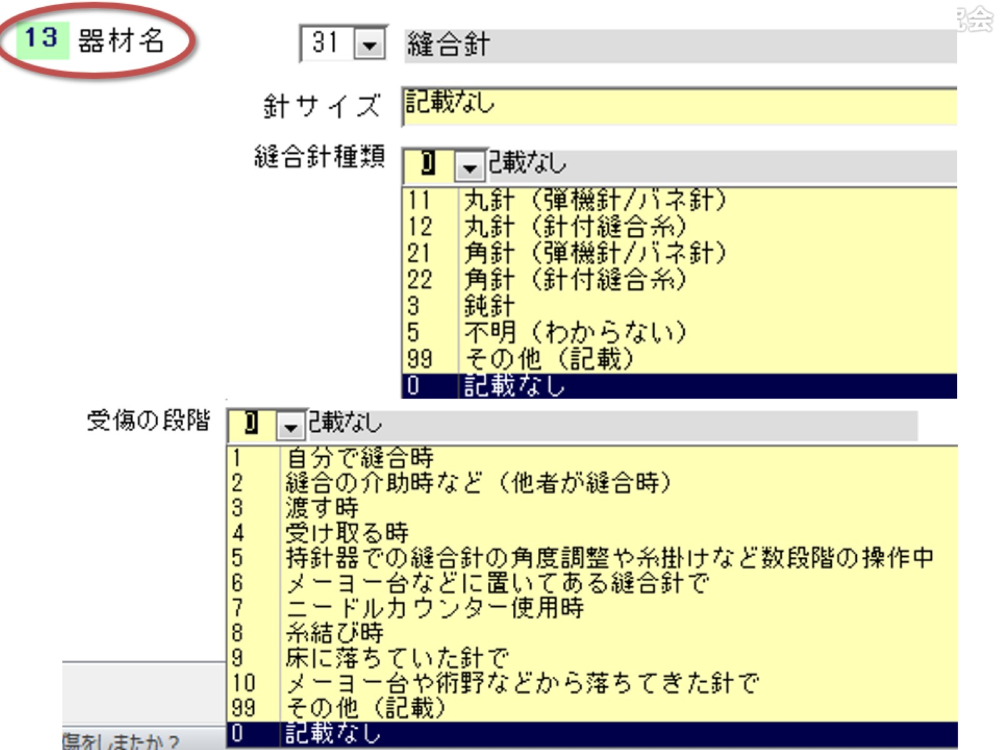 13 器材名 31 縫合針
針サイズ 記載なし
縫合針種類 0 記載なし
11 丸針（弾機針/バネ針）
12 丸針（針付縫合糸）
21 角針（弾機針/バネ針）
22 角針（針付縫合糸）
3 鈍針
5 不明（わからない）
99 その他（記載）
0 記載なし
受傷の段階 0 記載なし
1 自分で縫合時
2 縫合の介助時など（他者が縫合時）
3 渡す時
4 受け取る時
5 持針器での縫合針の角度調整や糸掛けなど数段階の操作中
6 メーヨー台などに置いてある縫合針で
7 ニードルカウンター使用時
8 糸結び時
9 床に落ちていた針で
10 メーヨー台や術野などから落ちてきた針で
99 その他（記載）
0 記載なし
傷をしまたか？